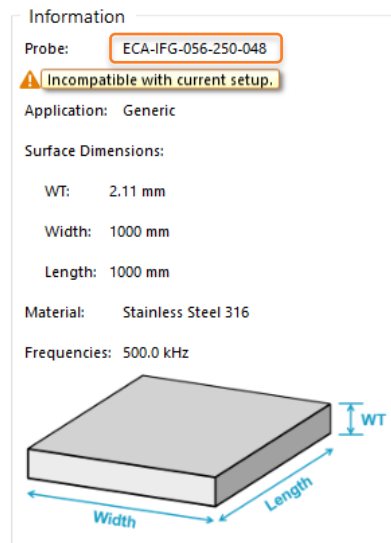 Information
Probe: ECA-IFG-056-250-048
Incompatible with current setup.
Application: Generic
Surface Dimensions:
WT: 2.11 mm
Width: 1000 mm
Length: 1000 mm
Material: Stainless Steel 316
Frequencies: 500.0 kHz
WT
Length
Width